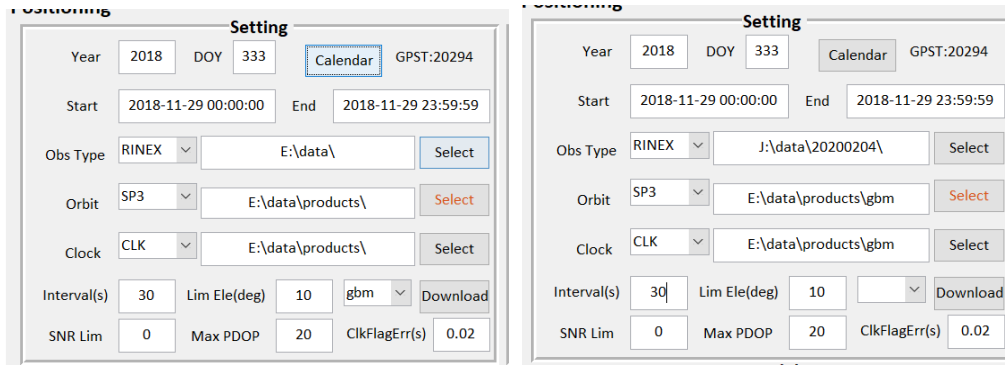 Positioning
Setting
Year 2018 DOY 333 Calendar GPST:20294
Start 2018-11-29 00:00:00 End 2018-11-29 23:59:59
Obs Type RINEX E:\data\ Select
Orbit SP3 E:\data\products\ Select
Clock CLK E:\data\products\ Select
Interval(s) 30 Lim Ele(deg) 10 gbm Download
SNR Lim 0 Max PDOP 20 ClkFlagErr(s) 0.02
Positioning
Setting
Year 2018 DOY 333 Calendar GPST:20294
Start 2018-11-29 00:00:00 End 2018-11-29 23:59:59
Obs Type RINEX J:\data\20200204\ Select
Orbit SP3 E:\data\products\gbm Select
Clock CLK E:\data\products\gbm Select
Interval(s) 30 Lim Ele(deg) 10 Download
SNR Lim 0 Max PDOP 20 ClkFlagErr(s) 0.02